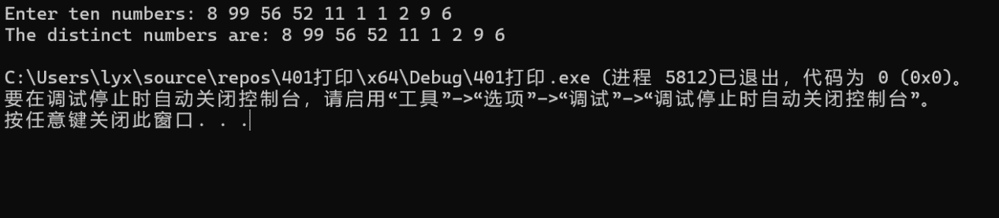 Enter ten numbers: 8 99 56 52 11 1 1 2 9 6
The distinct numbers are: 8 99 56 52 11 1 2 9 6
C:\Users\lyx\source\repos\401打印\x64\Debug\401打印.exe (进程 5812)已退出，代码为 0 (0x0)。
要在调试停止时自动关闭控制台，请启用“工具”->“选项”->“调试”->“调试停止时自动关闭控制台”。
按任意键关闭此窗口. . .